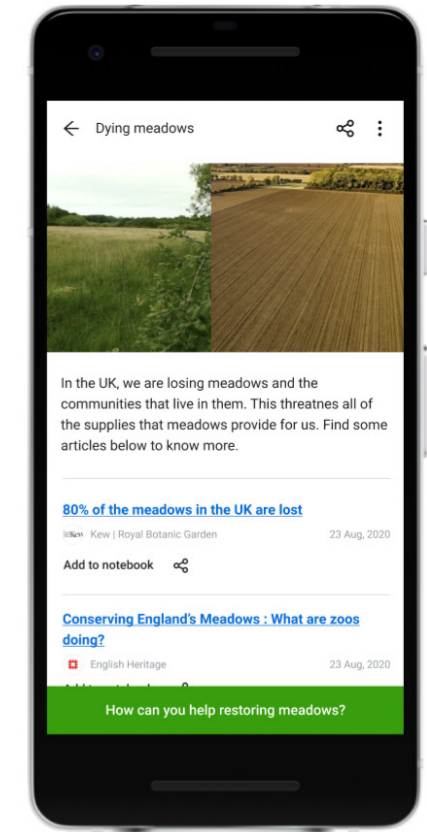 Dying meadows
In the UK, we are losing meadows and the
communities that live in them. This threatnes all of
the supplies that meadows provide for us. Find some
articles below to know more.
80% of the meadows in the UK are lost
Kew | Royal Botanic Garden 23 Aug, 2020
Add to notebook
Conserving England’s Meadows : What are zoos
doing?
English Heritage 23 Aug, 2020
How can you help restoring meadows?